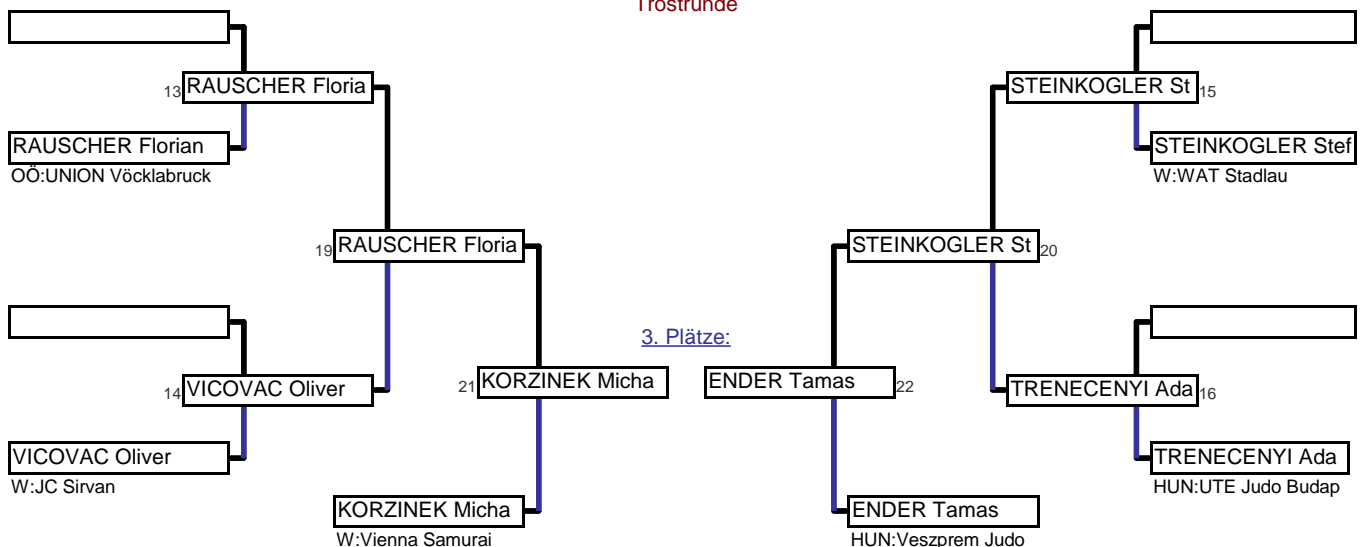 Trostrunde
13 RAUSCHER Floria
STEINKOGLER St 15
RAUSCHER Florian
OÖ:UNION Vöcklabruck
STEINKOGLER Stef
W:WAT Stadlau
19 RAUSCHER Floria
STEINKOGLER St 20
3. Plätze:
14 VICOVAC Oliver
21 KORZINEK Micha
ENDER Tamas 22
TRENECENYI Ada 16
VICOVAC Oliver
W:JC Sirvan
TRENECENYI Ada
HUN:UTE Judo Budap
KORZINEK Micha
W:Vienna Samurai
ENDER Tamas
HUN:Veszprem Judo